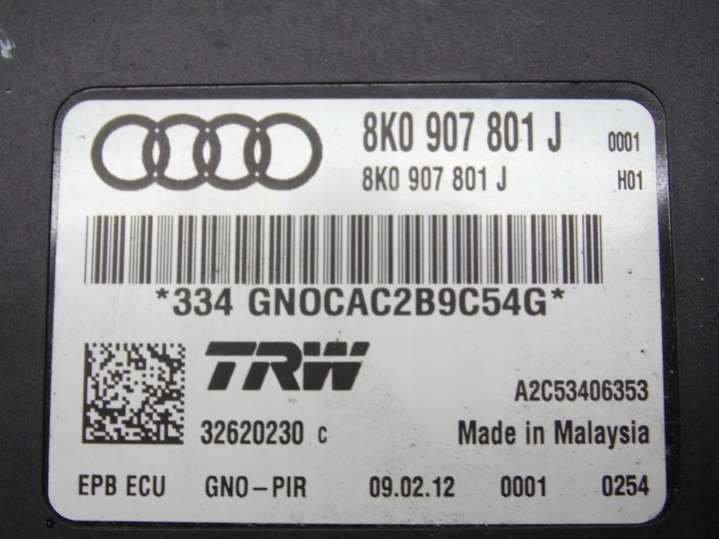 8K0 907 801 J 0001
8K0 907 801 J H01
*334 GN0CAC2B9C54G*
TRW
A2C53406353
32620230 C Made in Malaysia
EPB ECU GNO-PIR 09.02.12 0001 0254